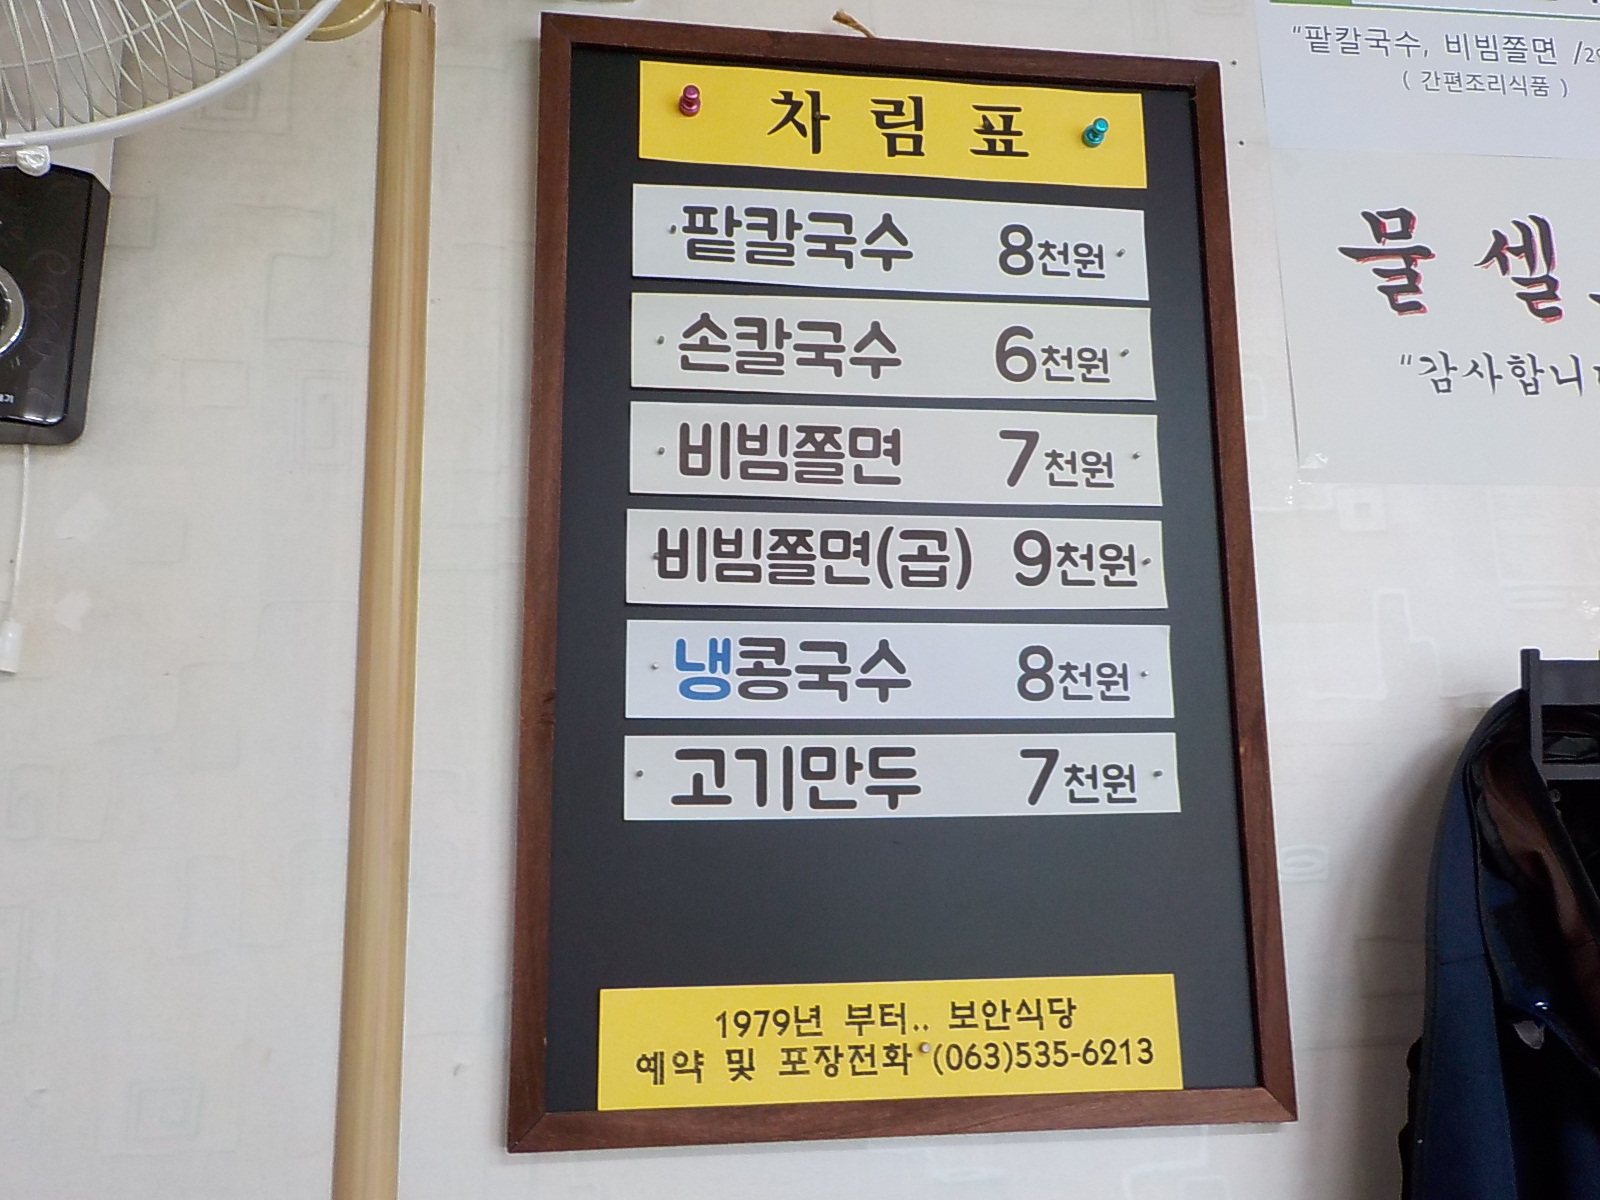 차림표
팥칼국수 8천원
손칼국수 6천원
비빔쫄면 7천원
비빔쫄면(곱) 9천원
냉콩국수 8천원
고기만두 7천원
1979년 부터.. 보안식당
예약 및 포장전화 (063)535-6213
"팥칼국수, 비빔쫄면
( 간편조리식품 )
물 셀
"감사합니